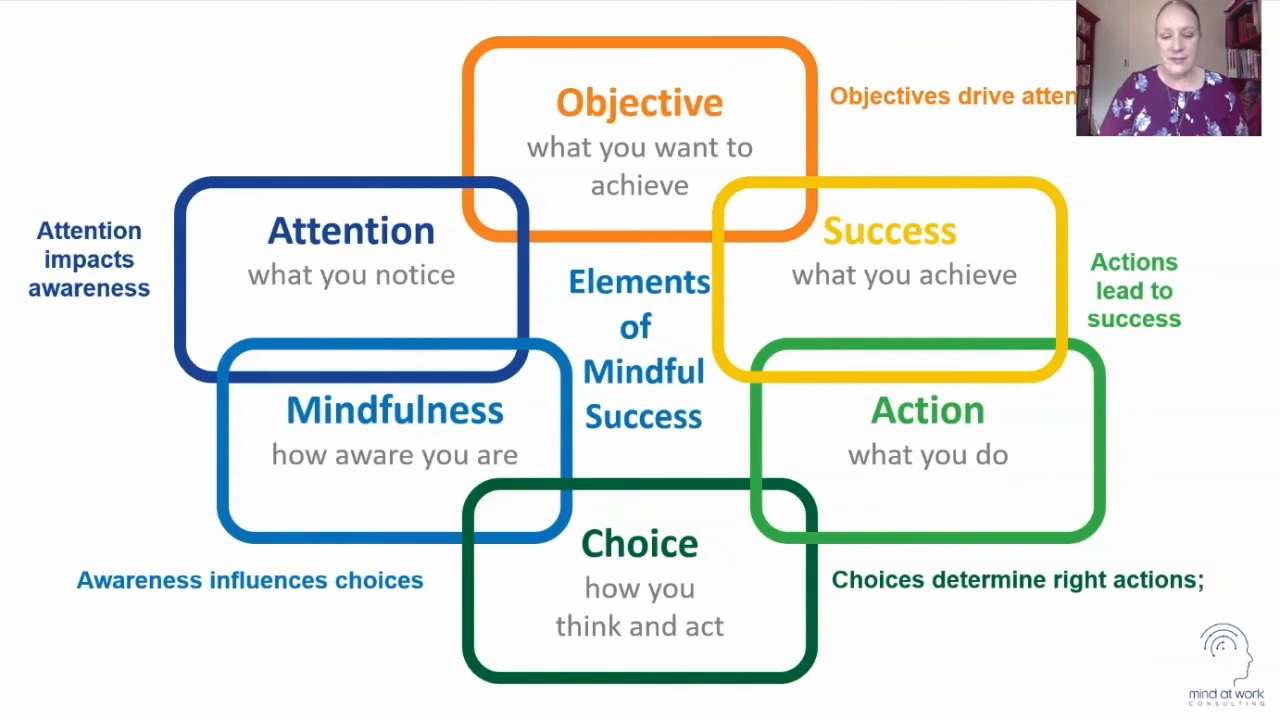 Objective
what you want to
achieve
Objectives drive atten
Attention
what you notice
Attention
impacts
awareness
Success
what you achieve
Actions
lead to
success
Elements
of
Mindful
Success
Mindfulness
how aware you are
Action
what you do
Choice
how you
think and act
Awareness influences choices
Choices determine right actions;
mind at work
CONSULTING